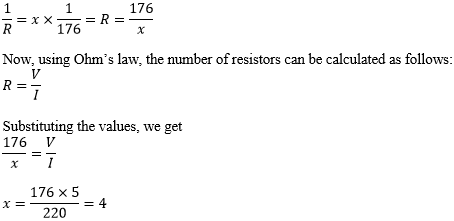 1/R = x × 1/176 = R = 176/x
Now, using Ohm's law, the number of resistors can be calculated as follows:
R = V/I
Substituting the values, we get
176/x = V/I
x = 176 × 5/220 = 4